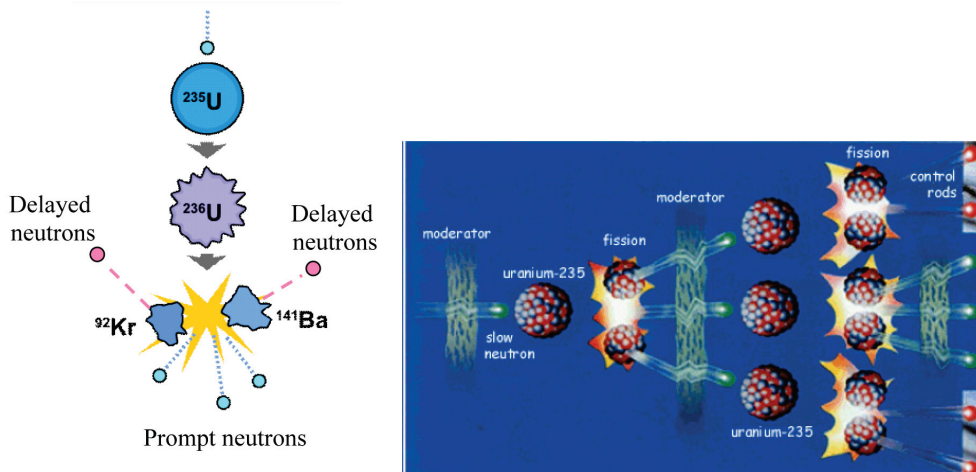 ²³⁵U
²³⁶U
Delayed
neutrons
Delayed
neutrons
⁹²Kr
¹⁴¹Ba
Prompt neutrons
moderator
fission
uranium-235
slow
neutron
moderator
uranium-235
fission
control
rods